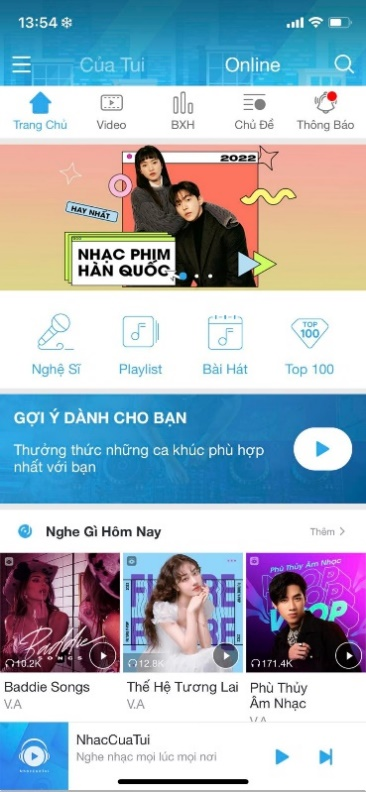 13:54
Của Tui
Online
Trang Chủ
Video
BXH
Chủ Đề
Thông Báo
2022
HAY NHẤT
NHẠC PHIM
HÀN QUỐC
TOP
100
Nghệ Sĩ
Playlist
Bài Hát
Top 100
GỢI Ý DÀNH CHO BẠN
Thưởng thức những ca khúc phù hợp
nhất với bạn
Nghe Gì Hôm Nay
Thêm
Baddie
SONGS
10.2K
12.8K
Phù Thủy Âm Nhạc
VPOP
171.4K
Baddie Songs
V.A
Thế Hệ Tương Lai
V.A
Phù Thủy
Âm Nhạc
V.A
NHACCUATUI
NhacCuaTui
Nghe nhạc mọi lúc mọi nơi